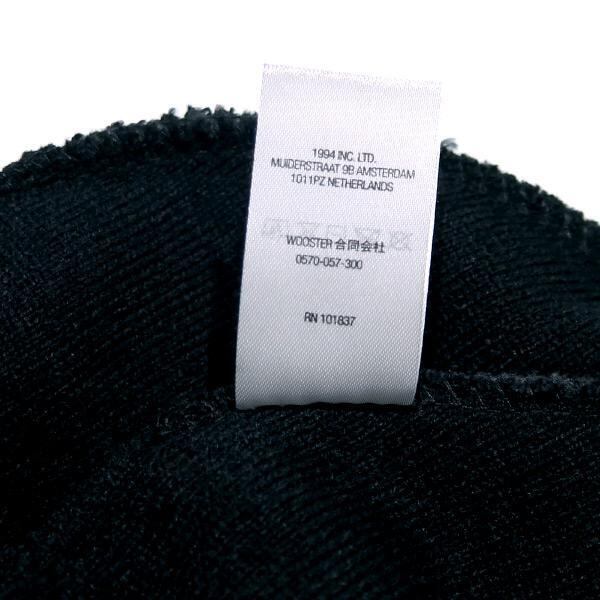 1994 INC. LTD.
MUIDERSTRAAT 9B AMSTERDAM
1011PZ NETHERLANDS
WOOSTER 合同会社
0570-057-300
RN 101837